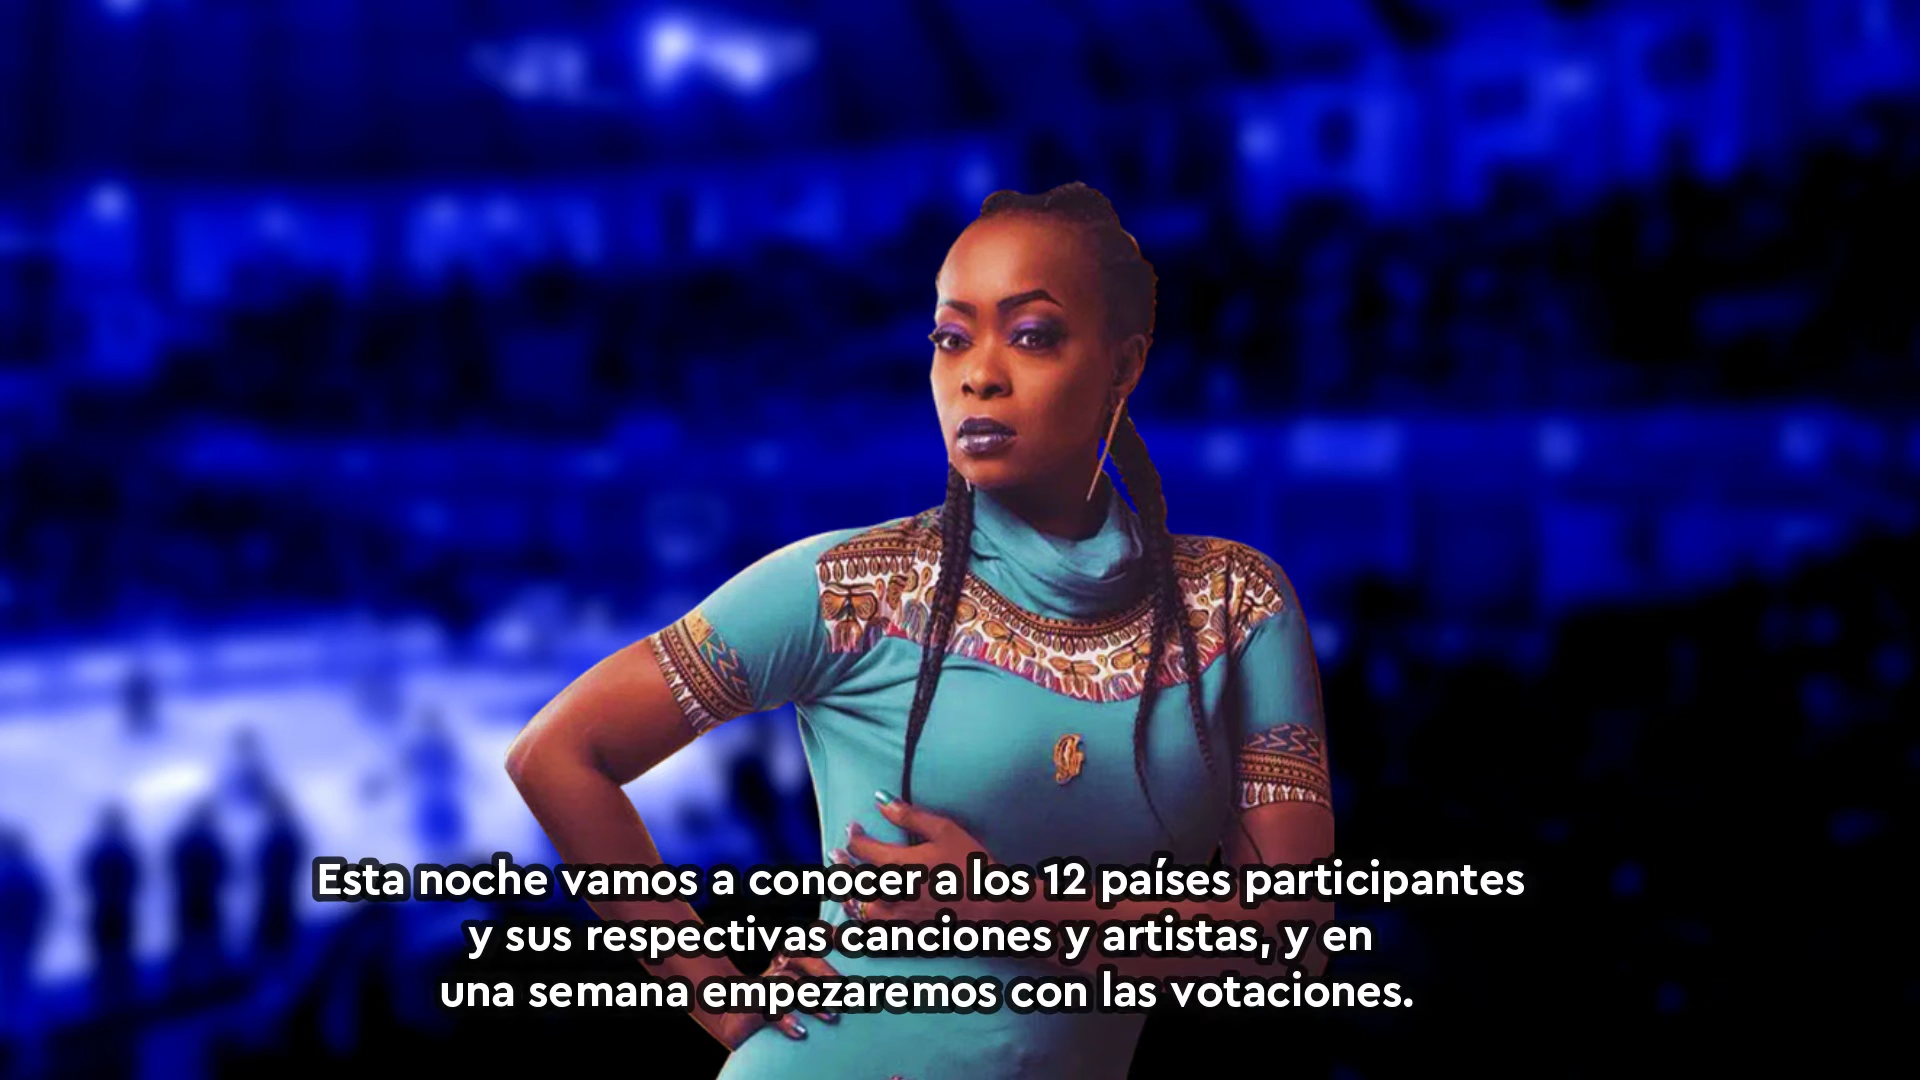 Esta noche vamos a conocer a los 12 países participantes
y sus respectivas canciones y artistas, y en
una semana empezaremos con las votaciones.